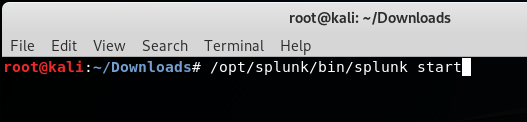 root@kali: ~/Downloads
File Edit View Search Terminal Help
root@kali:~/Downloads# /opt/splunk/bin/splunk start